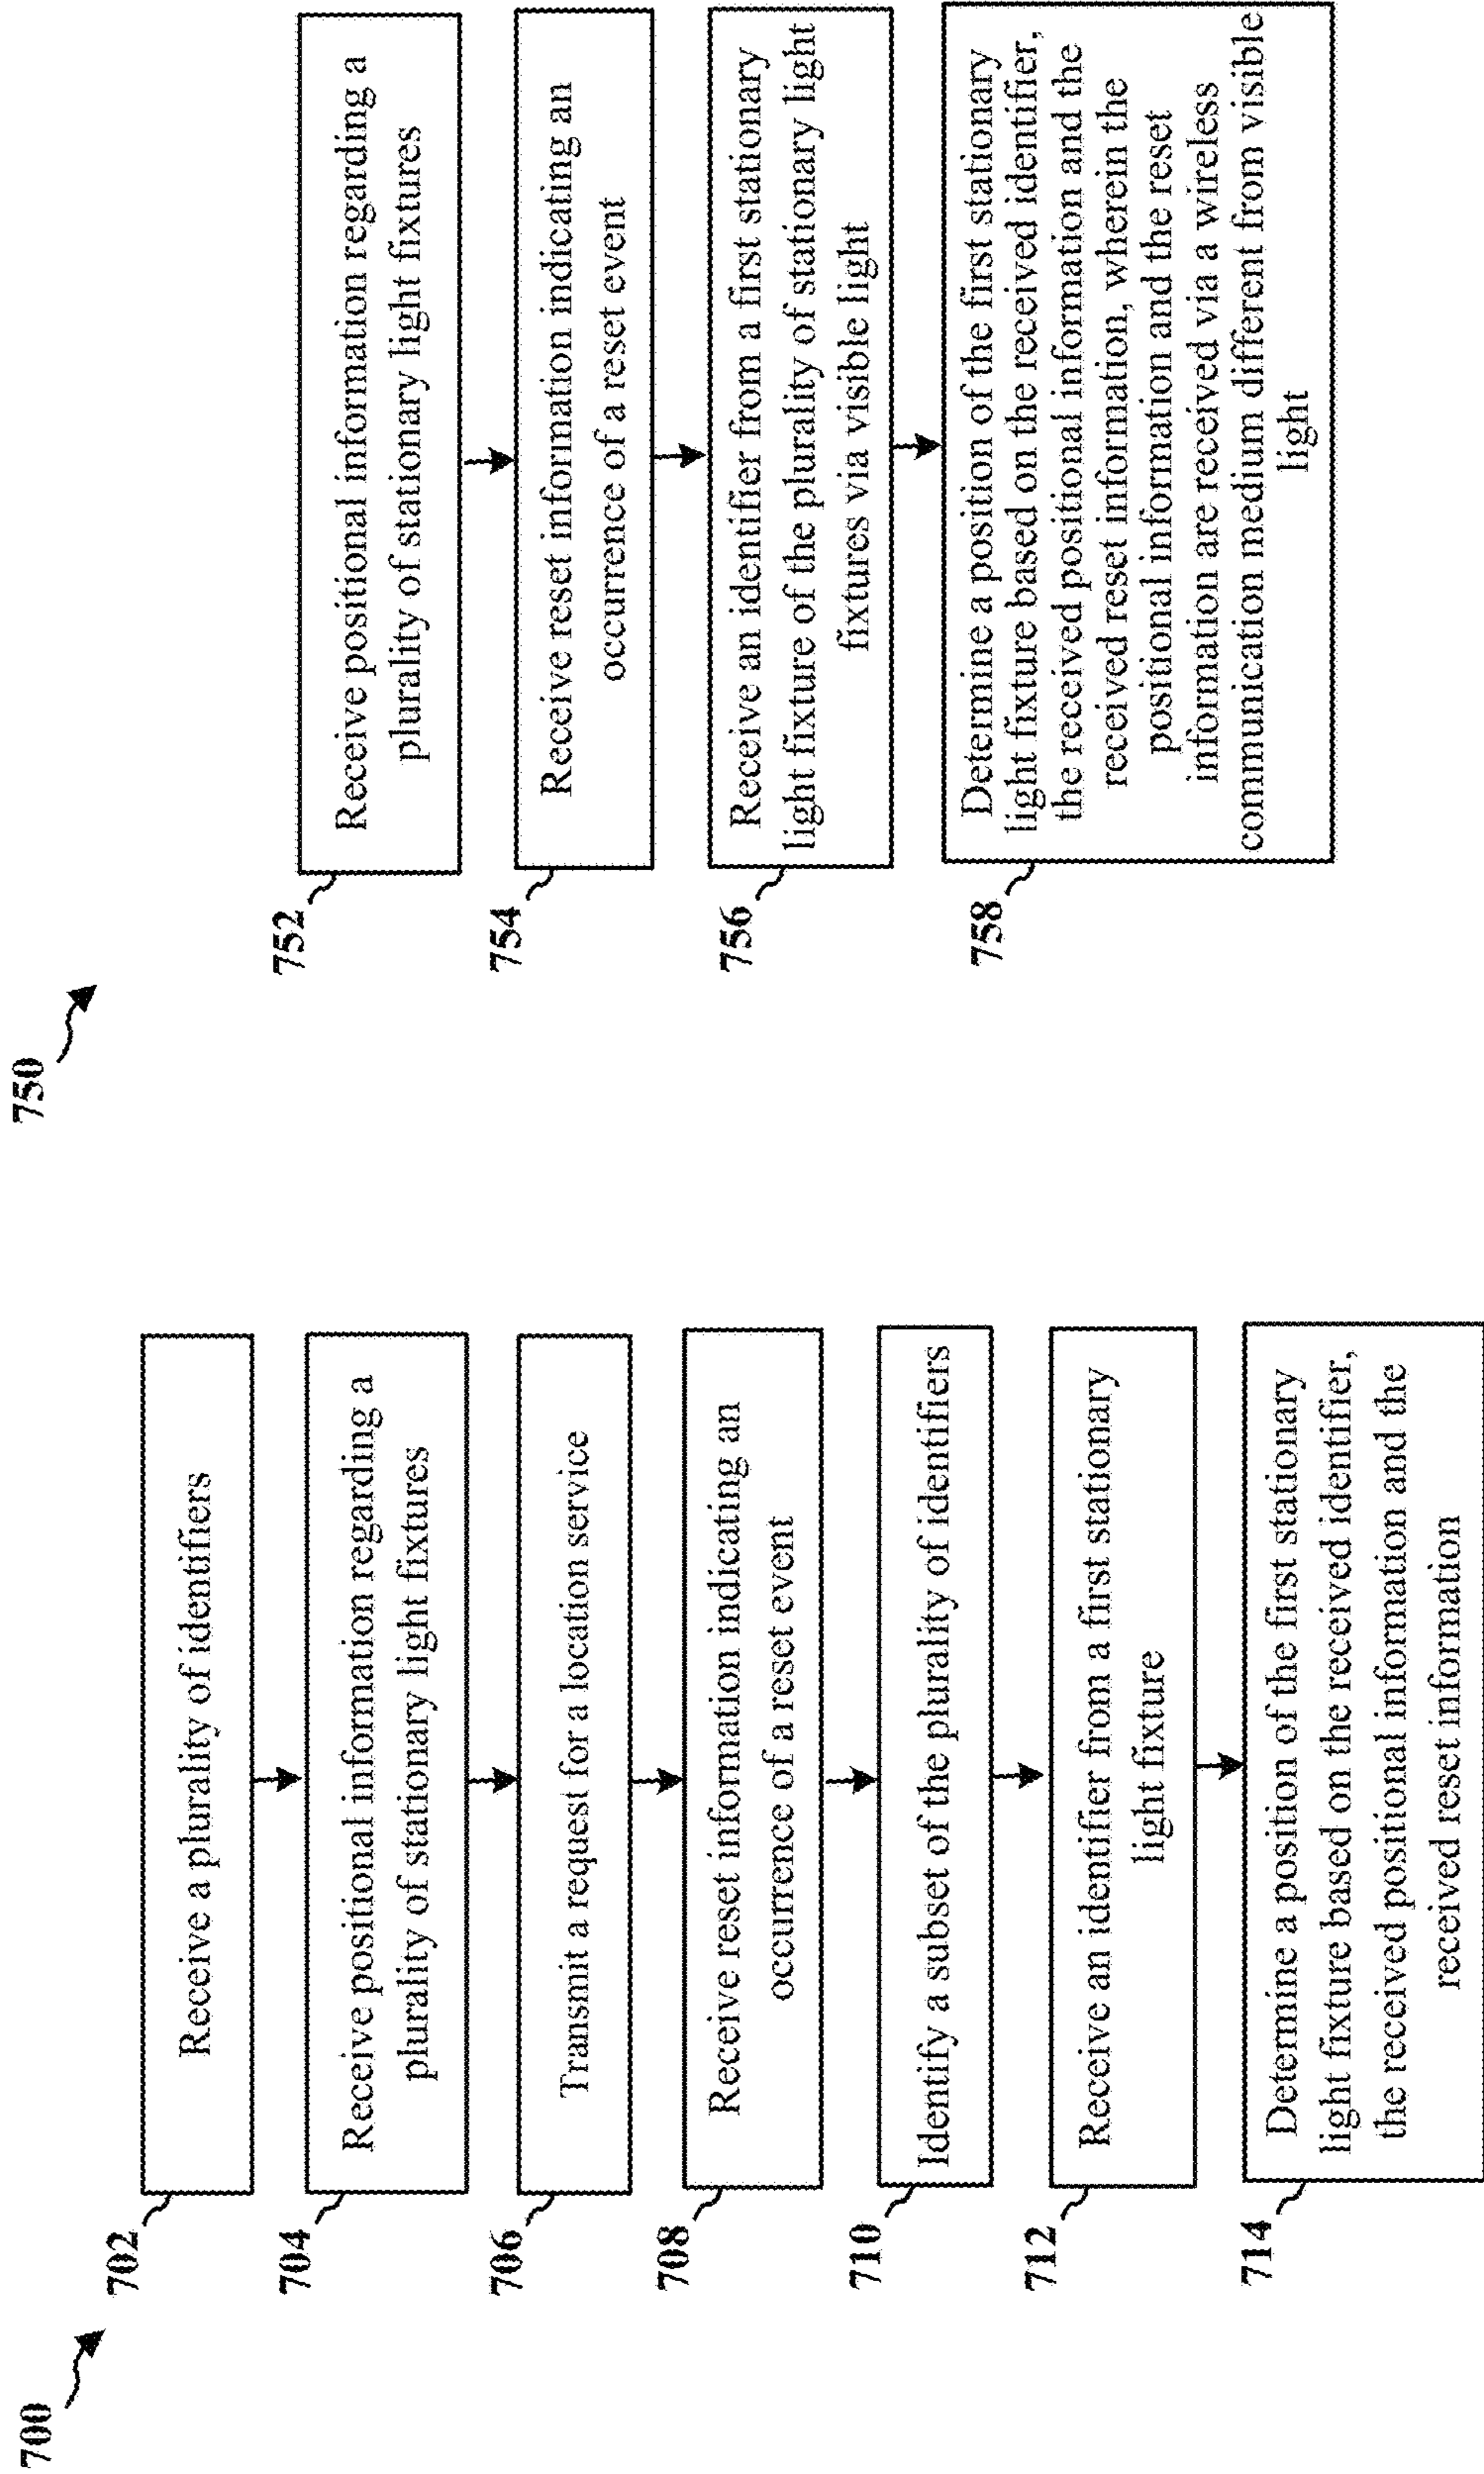 700
702
Receive a plurality of identifiers
704
Receive positional information regarding a
plurality of stationary light fixtures
706
Transmit a request for a location service
708
Receive reset information indicating an
occurrence of a reset event
710
Identify a subset of the plurality of identifiers
712
Receive an identifier from a first stationary
light fixture
714
Determine a position of the first stationary
light fixture based on the received identifier,
the received positional information and the
received reset information
750
752
Receive positional information regarding a
plurality of stationary light fixtures
754
Receive reset information indicating an
occurrence of a reset event
756
Receive an identifier from a first stationary
light fixture of the plurality of stationary light
fixtures via visible light
758
Determine a position of the first stationary
light fixture based on the received identifier,
the received positional information and the
received reset information, wherein the
positional information and the reset
information are received via a wireless
communication medium different from visible
light